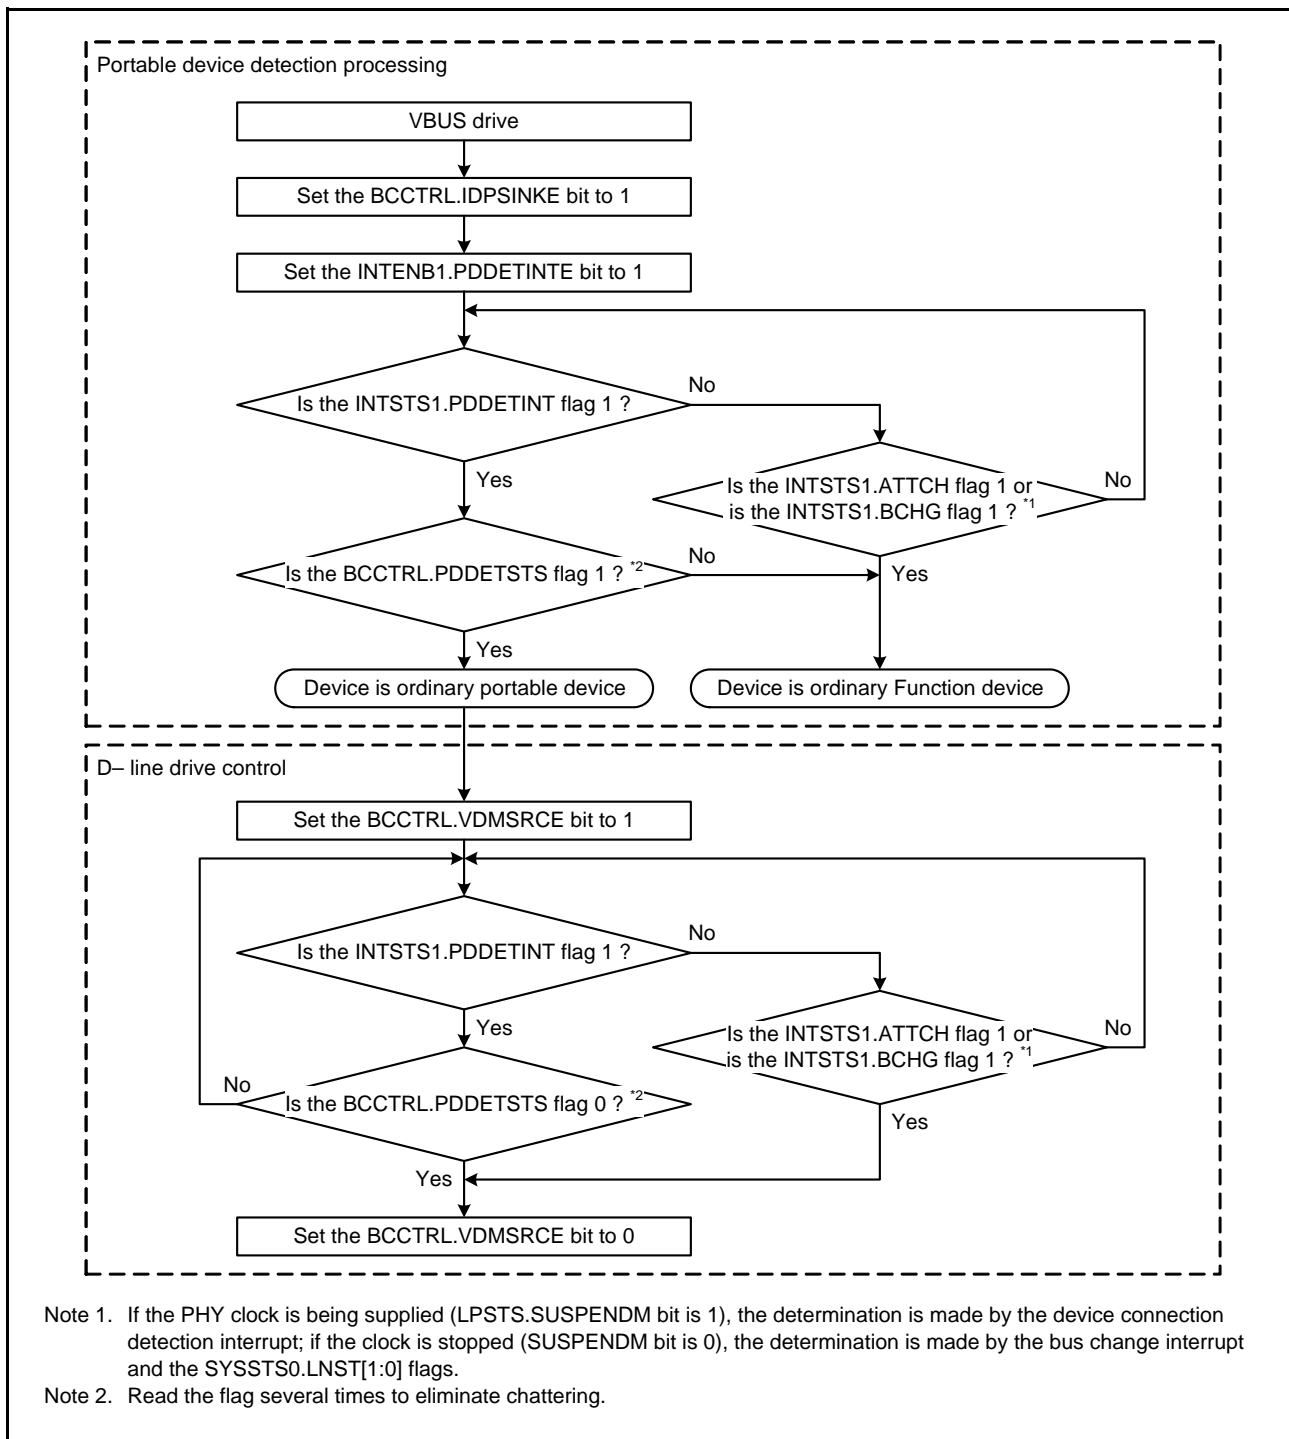 Portable device detection processing
VBUS drive
Set the BCCTRL.IDPSINKE bit to 1
Set the INTENB1.PDDETINTE bit to 1
Is the INTSTS1.PDDETINT flag 1 ?
No
Yes
Is the INTSTS1.ATTCH flag 1 or
is the INTSTS1.BCHG flag 1 ? *1
No
Is the BCCTRL.PDDETSTS flag 1 ? *2
No
Yes
Yes
Device is ordinary portable device
Device is ordinary Function device
D– line drive control
Set the BCCTRL.VDMSRCE bit to 1
Is the INTSTS1.PDDETINT flag 1 ?
No
Yes
Is the INTSTS1.ATTCH flag 1 or
is the INTSTS1.BCHG flag 1 ? *1
No
No
Is the BCCTRL.PDDETSTS flag 0 ? *2
Yes
Yes
Set the BCCTRL.VDMSRCE bit to 0
Note 1. If the PHY clock is being supplied (LPSTS.SUSPENDM bit is 1), the determination is made by the device connection
detection interrupt; if the clock is stopped (SUSPENDM bit is 0), the determination is made by the bus change interrupt
and the SYSSTS0.LNST[1:0] flags.
Note 2. Read the flag several times to eliminate chattering.